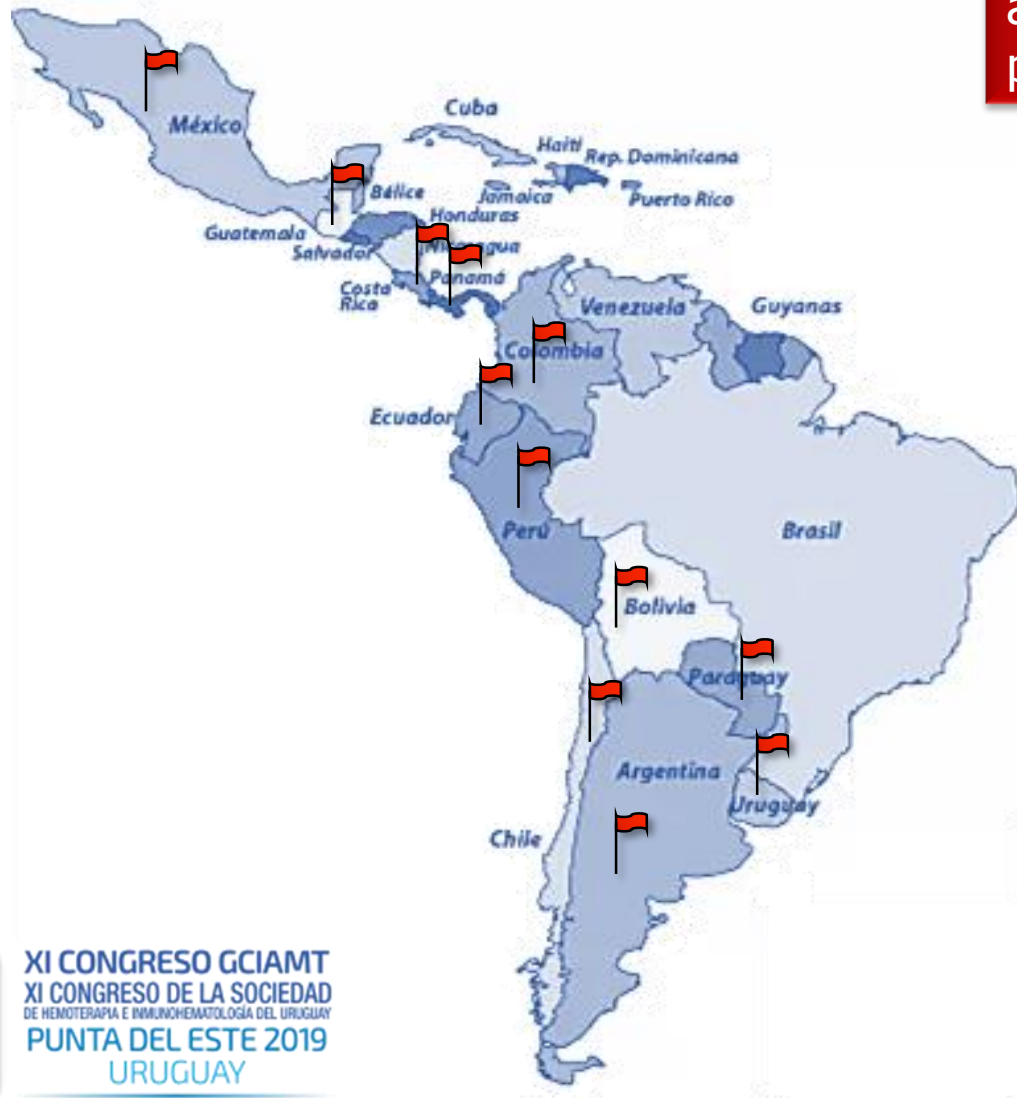 a
p
México
Cuba
Haití
Rep. Dominicana
Jamaica
Puerto Rico
Bélice
Honduras
Guatemala
Salvador
Nicaragua
Costa
Rica
Panamá
Venezuela
Guyanas
Colombia
Ecuador
Perú
Brasil
Bolivia
Paraguay
Argentina
Uruguay
Chile
XI CONGRESO GCIAMT
XI CONGRESO DE LA SOCIEDAD
DE HEMOTERAPIA E INMUNOHEMATOLOGÍA DEL URUGUAY
PUNTA DEL ESTE 2019
URUGUAY